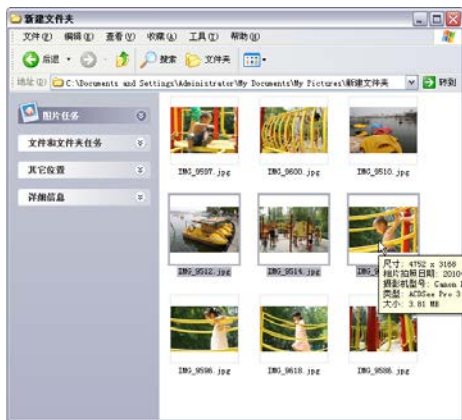 新建文件夹
文件(F) 编辑(E) 查看(V) 收藏(A) 工具(T) 帮助(H)
后退 搜索 文件夹
地址(D) C:\Documents and Settings\Administrator\My Documents\My Pictures\新建文件夹 转到
图片任务
文件和文件夹任务
其它位置
详细信息
IMG_9597.jpg IMG_9600.jpg IMG_9510.jpg
IMG_9512.jpg IMG_9514.jpg
尺寸: 4752 x 3168
相片拍照日期: 2010
摄影机型号: Canon
类型: ACDSee Pro 3
大小: 3.81 MB
IMG_9596.jpg IMG_9618.jpg IMG_9586.jpg